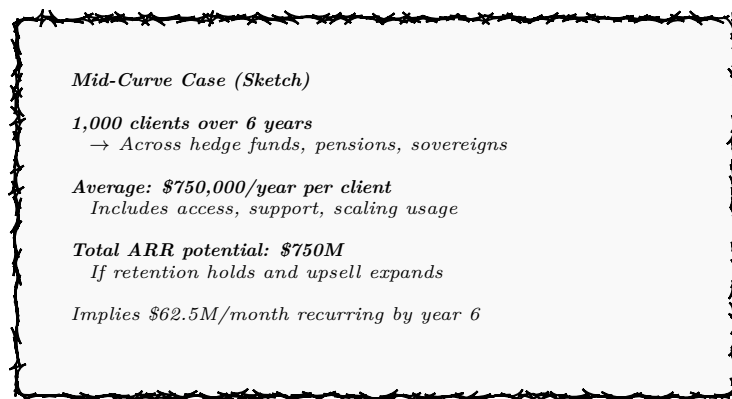 Mid-Curve Case (Sketch)
1,000 clients over 6 years
→ Across hedge funds, pensions, sovereigns
Average: $750,000/year per client
Includes access, support, scaling usage
Total ARR potential: $750M
If retention holds and upsell expands
Implies $62.5M/month recurring by year 6